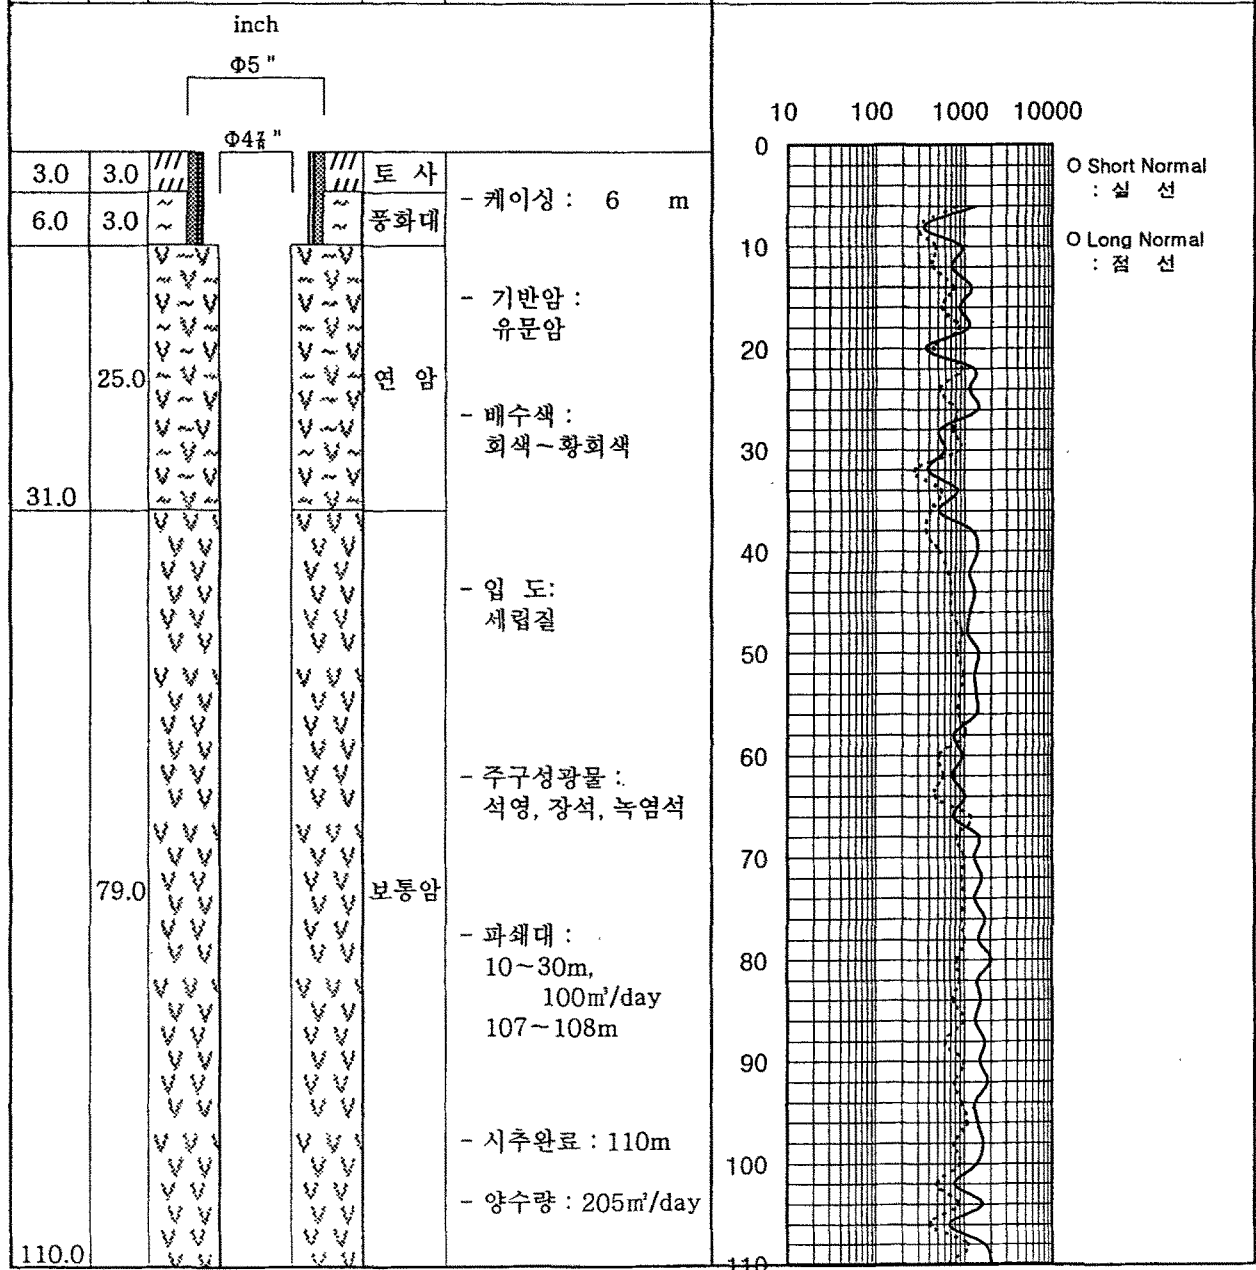 inch
Φ5 "
Φ4⅞ "
3.0 3.0 토 사
6.0 3.0 풍화대
25.0 연 암
31.0
79.0 보통암
110.0
- 케이싱 : 6 m
- 기반암 :
유문암
- 배수색 :
회색~황회색
- 입 도:
세립질
- 주구성광물 :
석영, 장석, 녹염석
- 파쇄대 :
10~30m,
100㎥/day
107~108m
- 시추완료 : 110m
- 양수량 : 205㎥/day
10 100 1000 10000
0
10
20
30
40
50
60
70
80
90
100
110
O Short Normal
: 실 선
O Long Normal
: 점 선